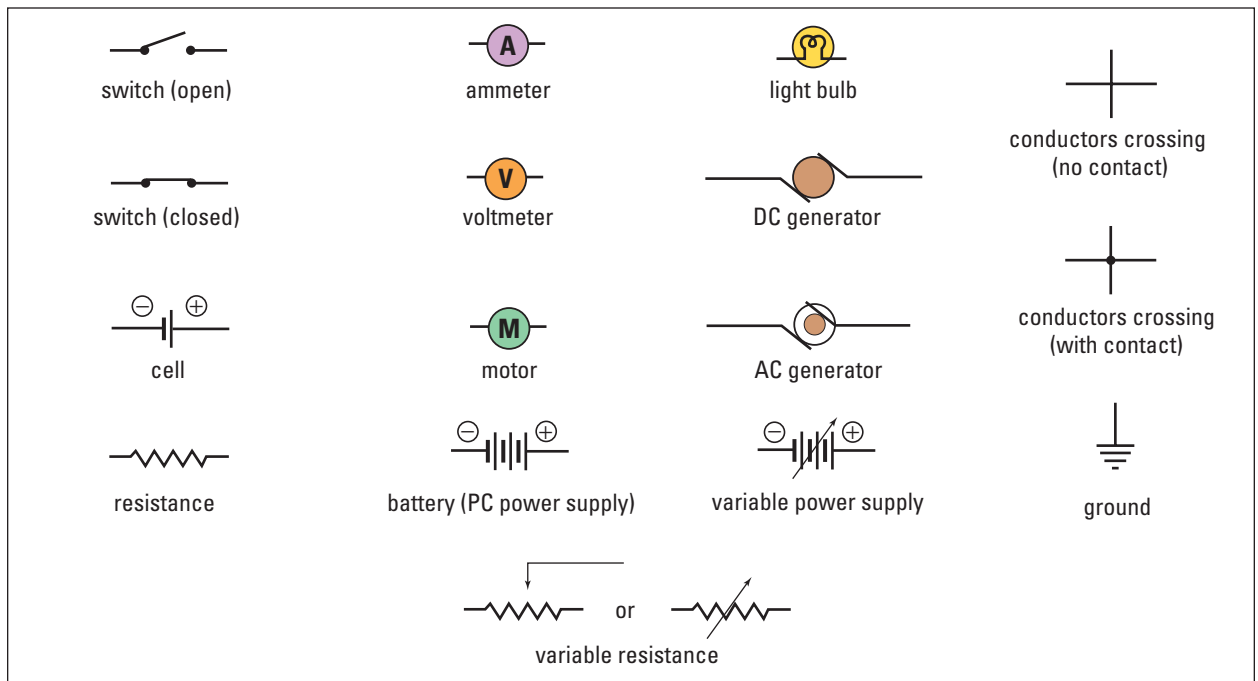 switch (open)
A
ammeter
light bulb
conductors crossing
(no contact)
switch (closed)
V
voltmeter
DC generator
conductors crossing
(with contact)
− +
cell
M
motor
AC generator
resistance
− +
battery (PC power supply)
− +
variable power supply
ground
or
variable resistance